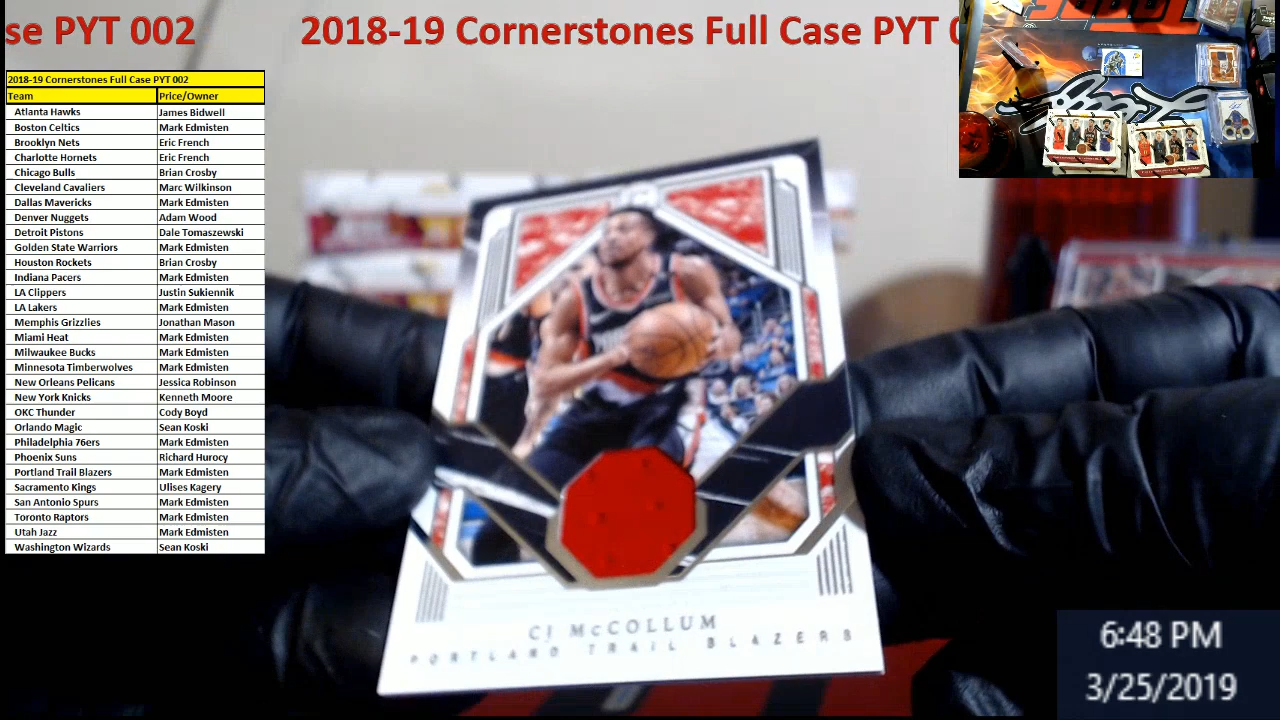 se PYT 002 2018-19 Cornerstones Full Case PYT
2018-19 Cornerstones Full Case PYT 002
Team Price/Owner
Atlanta Hawks James Bidwell
Boston Celtics Mark Edmisten
Brooklyn Nets Eric French
Charlotte Hornets Eric French
Chicago Bulls Brian Crosby
Cleveland Cavaliers Marc Wilkinson
Dallas Mavericks Mark Edmisten
Denver Nuggets Adam Wood
Detroit Pistons Dale Tomaszewski
Golden State Warriors Mark Edmisten
Houston Rockets Brian Crosby
Indiana Pacers Mark Edmisten
LA Clippers Justin Sukiennik
LA Lakers Mark Edmisten
Memphis Grizzlies Jonathan Mason
Miami Heat Mark Edmisten
Milwaukee Bucks Mark Edmisten
Minnesota Timberwolves Mark Edmisten
New Orleans Pelicans Jessica Robinson
New York Knicks Kenneth Moore
OKC Thunder Cody Boyd
Orlando Magic Sean Koski
Philadelphia 76ers Mark Edmisten
Phoenix Suns Richard Hurocy
Portland Trail Blazers Mark Edmisten
Sacramento Kings Ulises Kagery
San Antonio Spurs Mark Edmisten
Toronto Raptors Mark Edmisten
Utah Jazz Mark Edmisten
Washington Wizards Sean Koski
CJ McCOLLUM
PORTLAND TRAIL BLAZERS
6:48 PM
3/25/2019